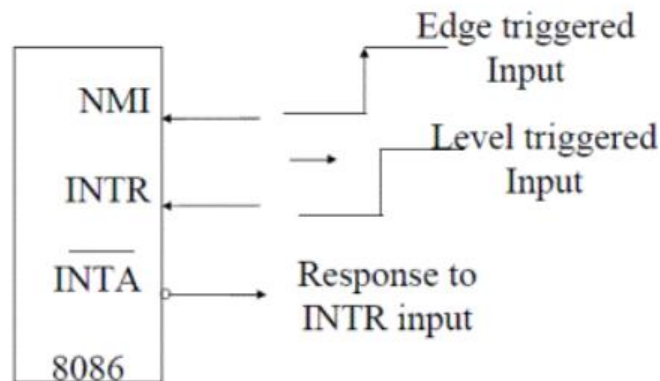 Edge triggered
Input
NMI
Level triggered
Input
INTR
INTA
Response to
INTR input
8086